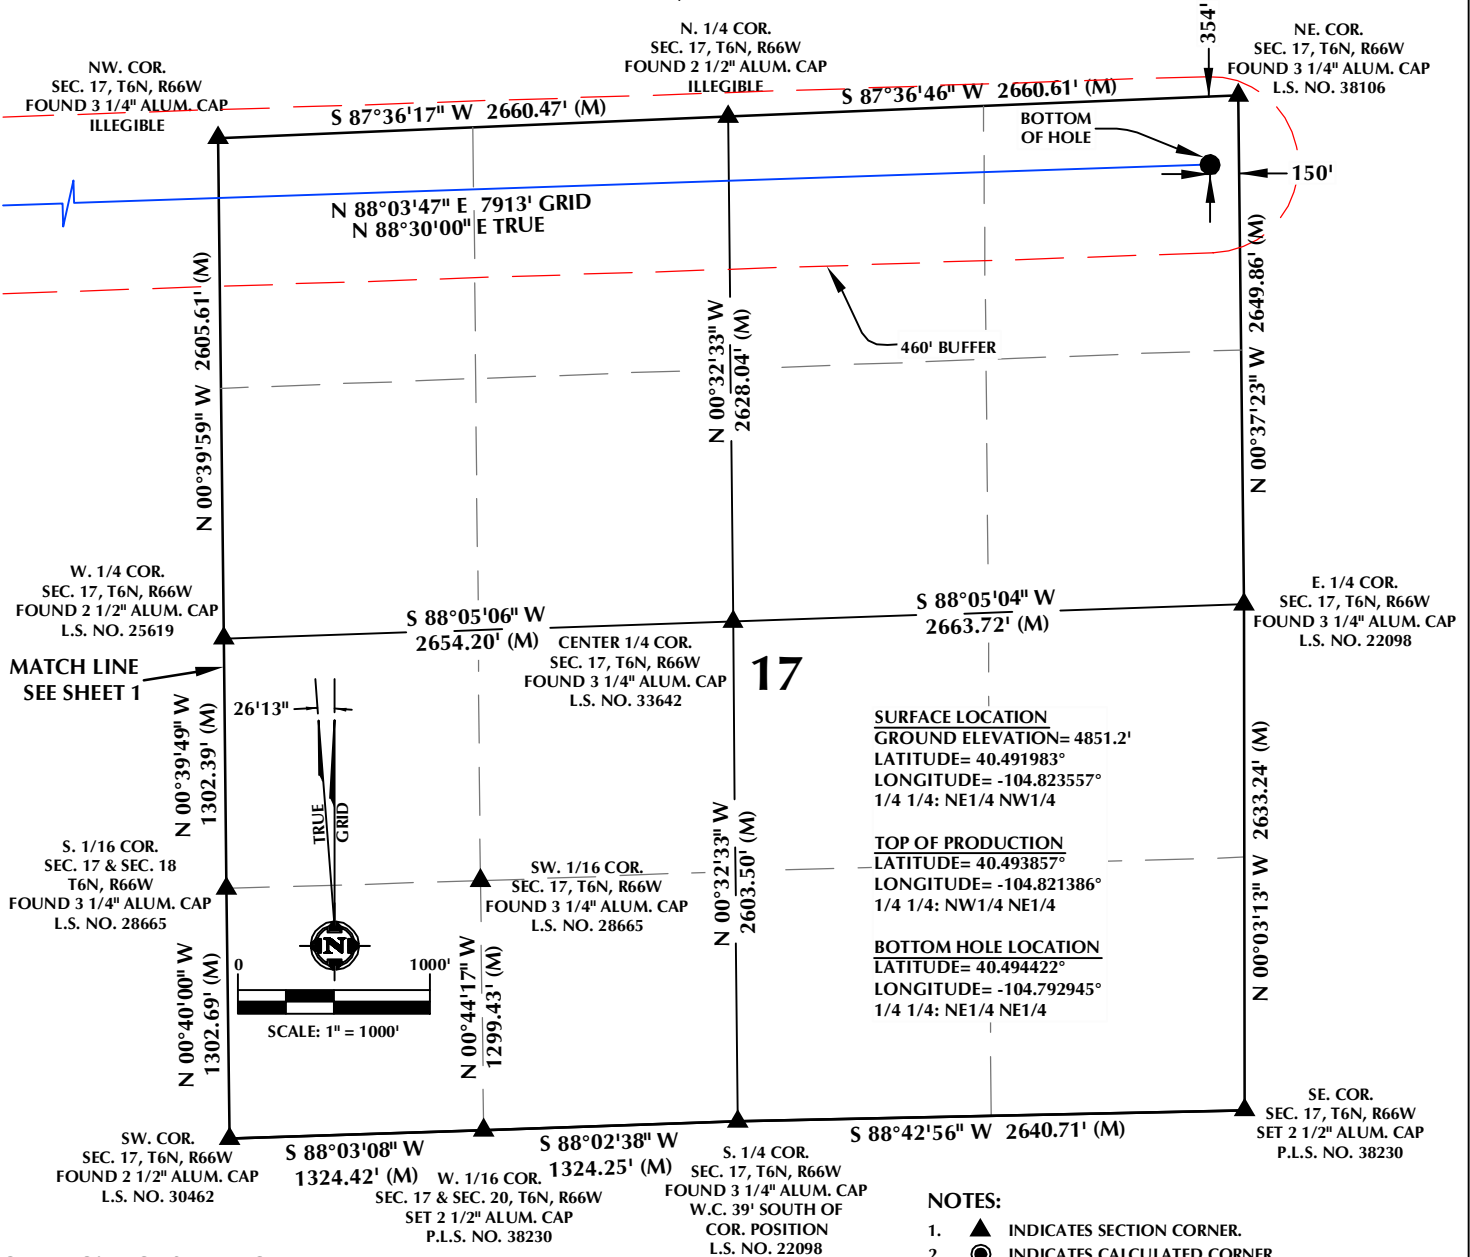 NW. COR.
SEC. 17, T6N, R66W
FOUND 3 1/4" ALUM. CAP
ILLEGIBLE
N. 1/4 COR.
SEC. 17, T6N, R66W
FOUND 2 1/2" ALUM. CAP
ILLEGIBLE
354'
NE. COR.
SEC. 17, T6N, R66W
FOUND 3 1/4" ALUM. CAP
L.S. NO. 38106
S 87°36'17" W 2660.47' (M)
S 87°36'46" W 2660.61' (M)
BOTTOM
OF HOLE
150'
N 88°03'47" E 7913' GRID
N 88°30'00" E TRUE
N 00°39'59" W 2605.61' (M)
N 00°32'33" W
2628.04' (M)
460' BUFFER
N 00°37'23" W 2649.86' (M)
W. 1/4 COR.
SEC. 17, T6N, R66W
FOUND 2 1/2" ALUM. CAP
L.S. NO. 25619
S 88°05'06" W
2654.20' (M)
S 88°05'04" W
2663.72' (M)
E. 1/4 COR.
SEC. 17, T6N, R66W
FOUND 3 1/4" ALUM. CAP
L.S. NO. 22098
CENTER 1/4 COR.
SEC. 17, T6N, R66W
FOUND 3 1/4" ALUM. CAP
L.S. NO. 33642
17
MATCH LINE
SEE SHEET 1
26'13"
TRUE
GRID
N
N 00°39'49" W
1302.39' (M)
SURFACE LOCATION
GROUND ELEVATION= 4851.2'
LATITUDE= 40.491983°
LONGITUDE= -104.823557°
1/4 1/4: NE1/4 NW1/4
TOP OF PRODUCTION
LATITUDE= 40.493857°
LONGITUDE= -104.821386°
1/4 1/4: NW1/4 NE1/4
BOTTOM HOLE LOCATION
LATITUDE= 40.494422°
LONGITUDE= -104.792945°
1/4 1/4: NE1/4 NE1/4
S. 1/16 COR.
SEC. 17 & SEC. 18
T6N, R66W
FOUND 3 1/4" ALUM. CAP
L.S. NO. 28665
SW. 1/16 COR.
SEC. 17, T6N, R66W
FOUND 3 1/4" ALUM. CAP
L.S. NO. 28665
N 00°32'33" W
2603.50' (M)
N 00°03'13" W 2633.24' (M)
0 1000'
SCALE: 1" = 1000'
N 00°40'00" W
1302.69' (M)
N 00°44'17" W
1299.43' (M)
SW. COR.
SEC. 17, T6N, R66W
FOUND 2 1/2" ALUM. CAP
L.S. NO. 30462
S 88°03'08" W
1324.42' (M)
S 88°02'38" W
1324.25' (M)
S 88°42'56" W 2640.71' (M)
W. 1/16 COR.
SEC. 17 & SEC. 20, T6N, R66W
SET 2 1/2" ALUM. CAP
P.L.S. NO. 38230
S. 1/4 COR.
SEC. 17, T6N, R66W
FOUND 3 1/4" ALUM. CAP
W.C. 39' SOUTH OF
COR. POSITION
L.S. NO. 22098
SE. COR.
SEC. 17, T6N, R66W
SET 2 1/2" ALUM. CAP
P.L.S. NO. 38230
NOTES:
1. INDICATES SECTION CORNER.
2. INDICATES CALCULATED CORNER